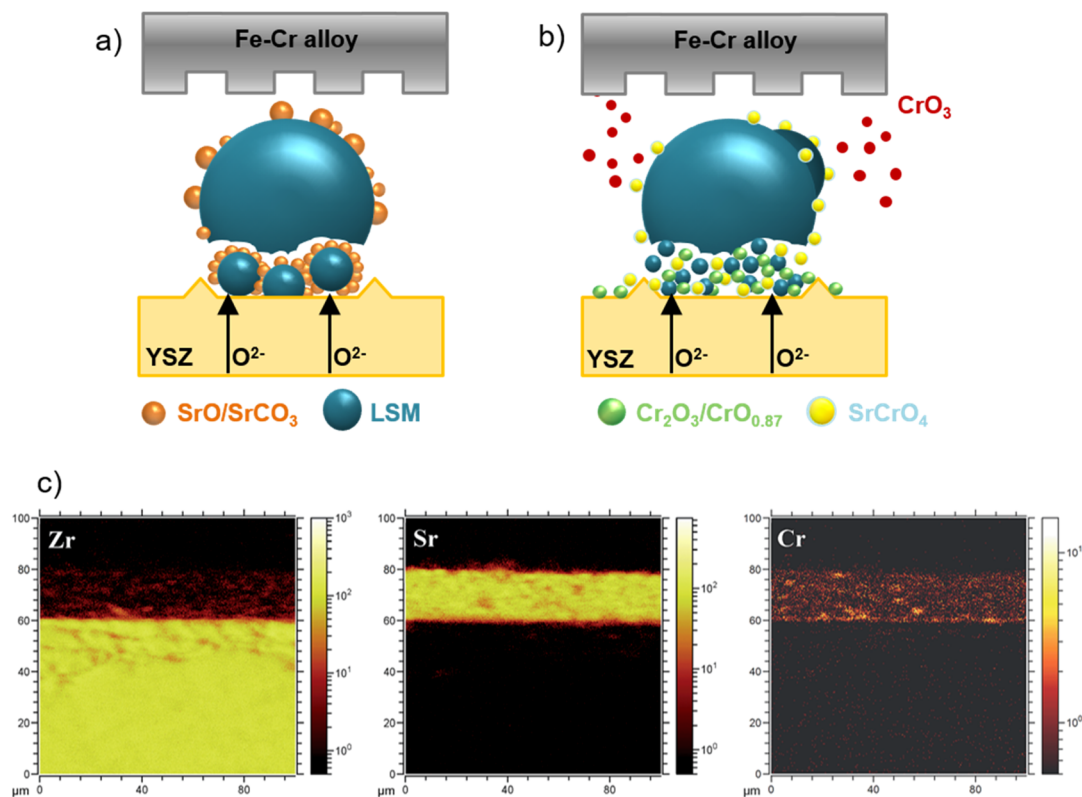 a)
Fe-Cr alloy
b)
Fe-Cr alloy
CrO₃
YSZ O²⁻ O²⁻
YSZ O²⁻ O²⁻
SrO/SrCO₃ LSM
Cr₂O₃/CrO₀.₈₇ SrCrO₄
c)
Zr
100
80
60
40
20
0
µm 0 40 80
10³
10²
10¹
10⁰
Sr
100
80
60
40
20
0
µm 0 40 80
10²
10¹
10⁰
Cr
100
80
60
40
20
0
µm 0 40 80
10¹
10⁰